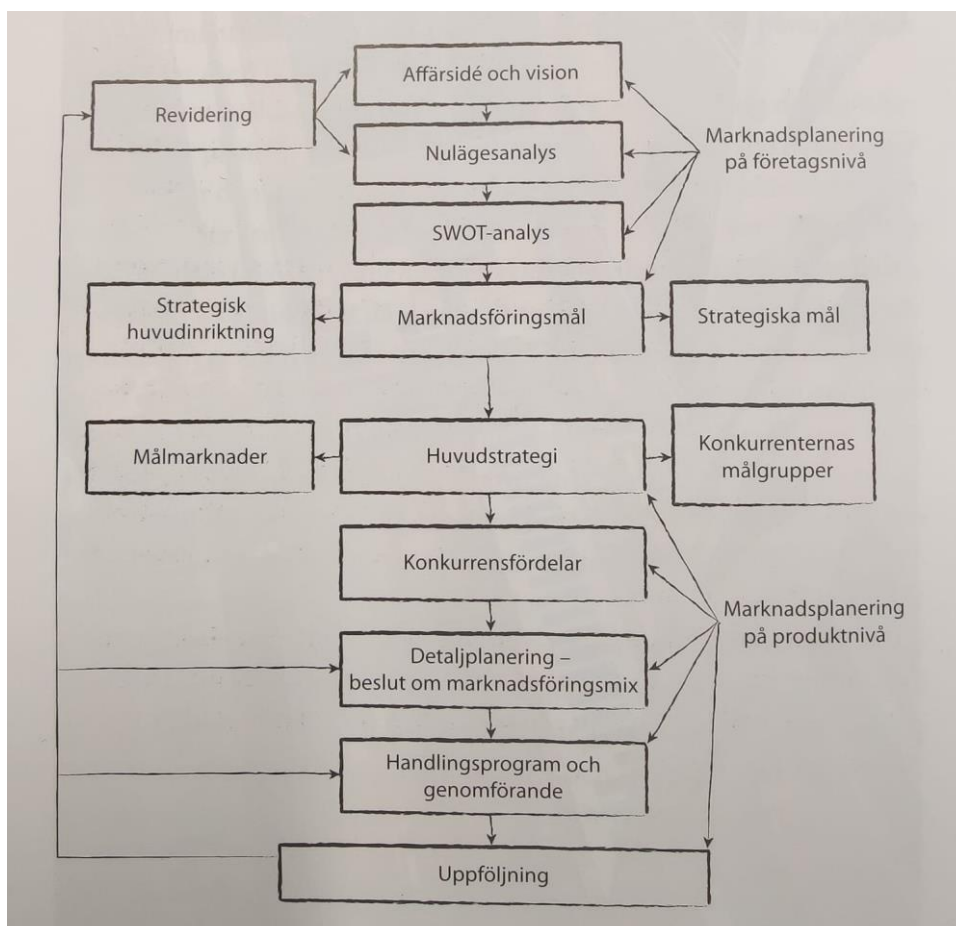 Affärsidé och vision
Revidering
Marknadsplanering
på företagsnivå
Nulägesanalys
SWOT-analys
Strategisk
huvudinriktning
Marknadsföringsmål
Strategiska mål
Målmarknader
Huvudstrategi
Konkurrenternas
målgrupper
Konkurrensfördelar
Marknadsplanering
på produktnivå
Detaljplanering –
beslut om marknadsföringsmix
Handlingsprogram och
genomförande
Uppföljning